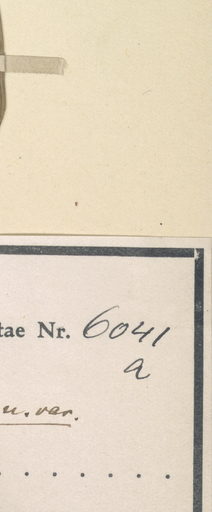 tae Nr. 6041
a
n. var.
. . . . . .